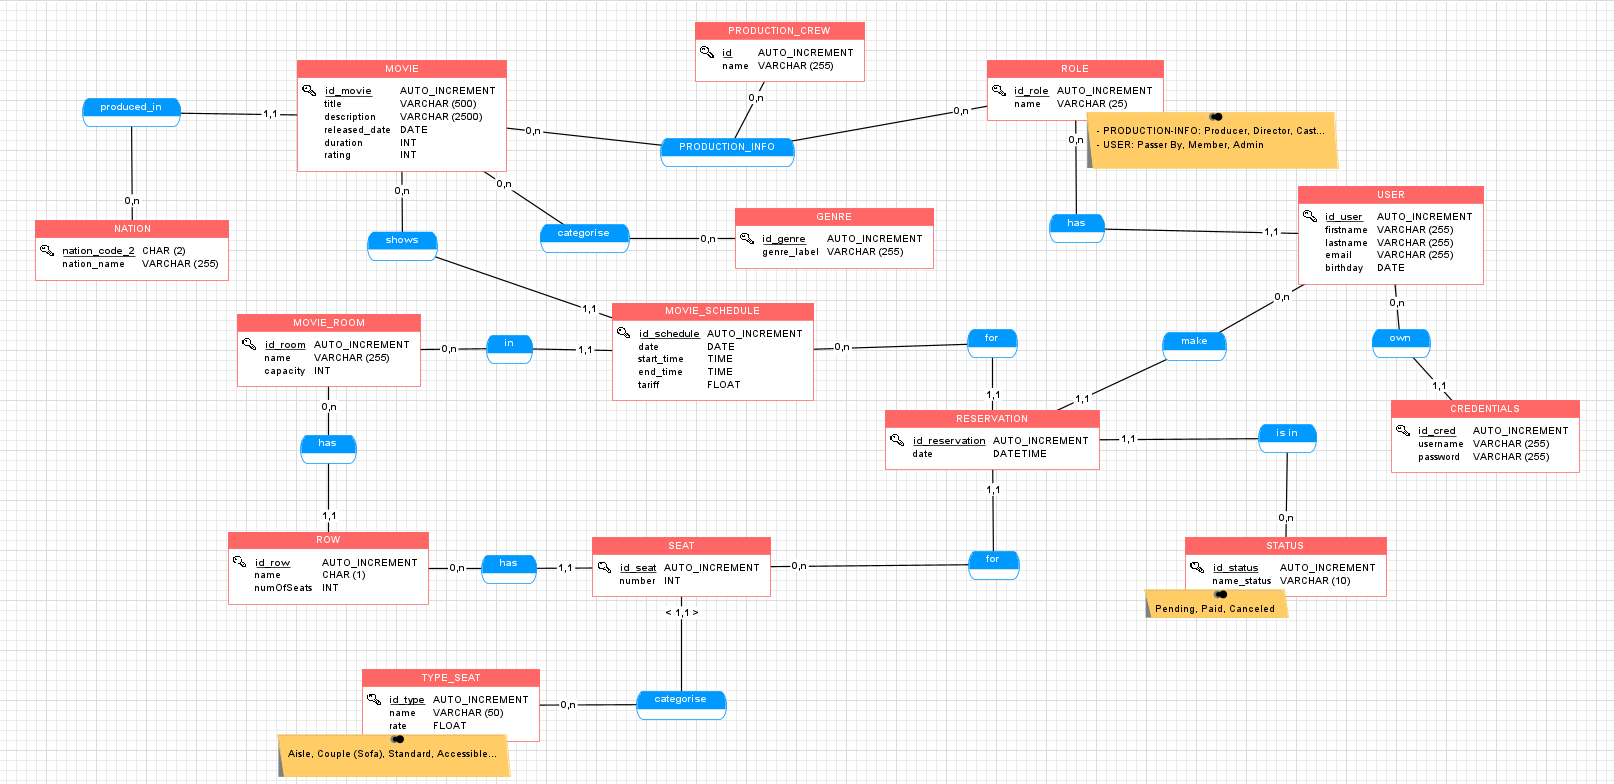 PRODUCTION_CREW
id AUTO_INCREMENT
name VARCHAR (255)
MOVIE
id_movie AUTO_INCREMENT
title VARCHAR (500)
description VARCHAR (2500)
released_date DATE
duration INT
rating INT
ROLE
id_role AUTO_INCREMENT
name VARCHAR (25)
- PRODUCTION-INFO: Producer, Director, Cast...
- USER: Passer By, Member, Admin
produced_in
1,1
0,n
0,n
0,n
0,n
PRODUCTION_INFO
0,n
0,n
0,n
0,n
NATION
nation_code_2 CHAR (2)
nation_name VARCHAR (255)
shows
categorise
0,n
GENRE
id_genre AUTO_INCREMENT
genre_label VARCHAR (255)
has
1,1
USER
id_user AUTO_INCREMENT
firstname VARCHAR (255)
lastname VARCHAR (255)
email VARCHAR (255)
birthday DATE
1,1
0,n
0,n
MOVIE_ROOM
id_room AUTO_INCREMENT
name VARCHAR (255)
capacity INT
0,n
in
1,1
MOVIE_SCHEDULE
id_schedule AUTO_INCREMENT
date DATE
start_time TIME
end_time TIME
tariff FLOAT
0,n
for
make
own
1,1
1,1
1,1
RESERVATION
id_reservation AUTO_INCREMENT
date DATETIME
1,1
is in
CREDENTIALS
id_cred AUTO_INCREMENT
username VARCHAR (255)
password VARCHAR (255)
0,n
has
1,1
1,1
0,n
ROW
id_row AUTO_INCREMENT
name CHAR (1)
numOfSeats INT
0,n
has
1,1
SEAT
id_seat AUTO_INCREMENT
number INT
0,n
for
STATUS
id_status AUTO_INCREMENT
name_status VARCHAR (10)
Pending, Paid, Canceled
< 1,1 >
TYPE_SEAT
id_type AUTO_INCREMENT
name VARCHAR (50)
rate FLOAT
0,n
categorise
Aisle, Couple (Sofa), Standard, Accessible...